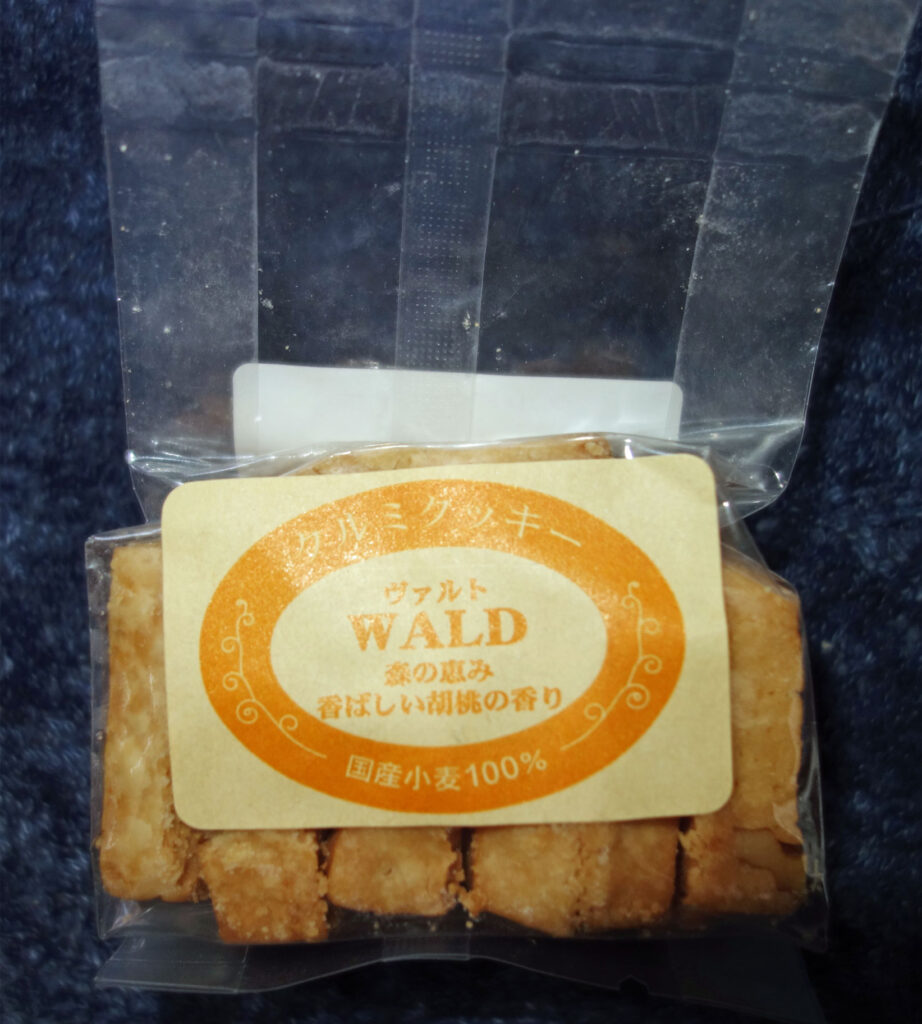 クルミクッキー
ヴァルト
WALD
森の恵み
香ばしい胡桃の香り
国産小麦100%